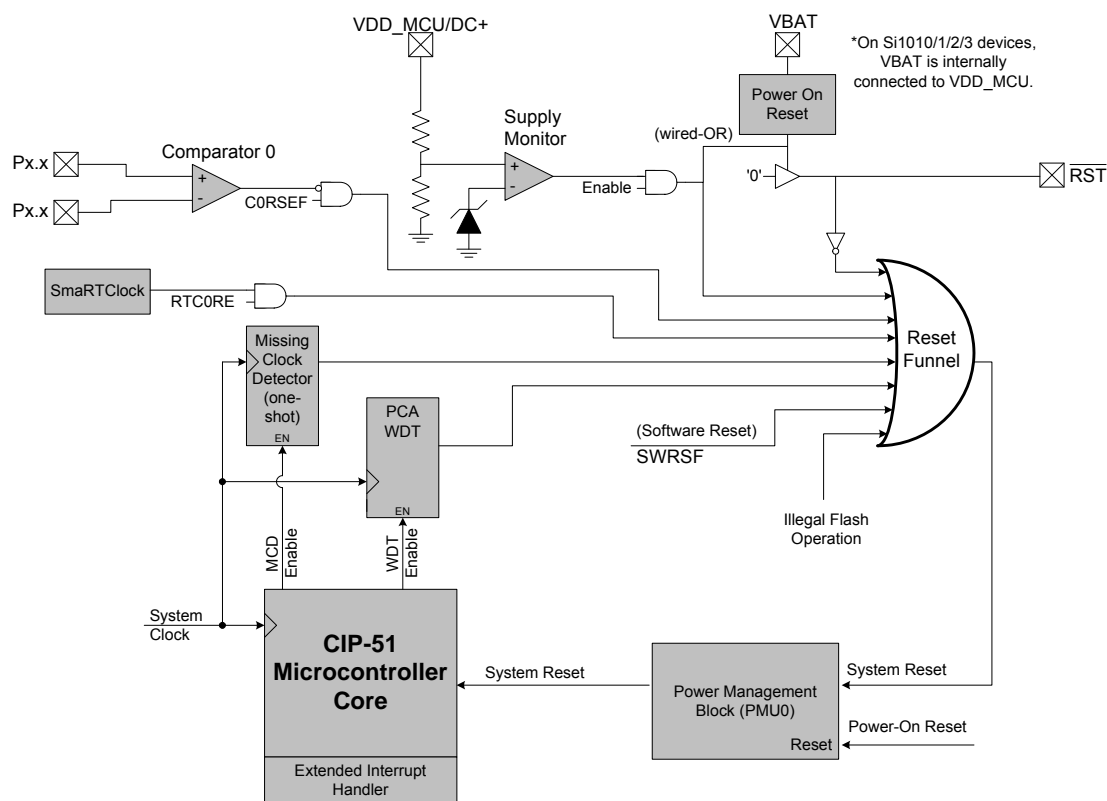 VDD_MCU/DC+
VBAT
*On Si1010/1/2/3 devices,
VBAT is internally
connected to VDD_MCU.
Power On
Reset
Supply
Monitor
(wired-OR)
Comparator 0
Px.x
+
-
Px.x
C0RSEF
+
-
Enable
'0'
RST
SmaRTClock
RTC0RE
Missing
Clock
Detector
(one-
shot)
EN
Reset
Funnel
PCA
WDT
EN
(Software Reset)
SWRSF
Illegal Flash
Operation
MCD
Enable
WDT
Enable
System
Clock
CIP-51
Microcontroller
Core
Extended Interrupt
Handler
System Reset
Power Management
Block (PMU0)
Reset
System Reset
Power-On Reset